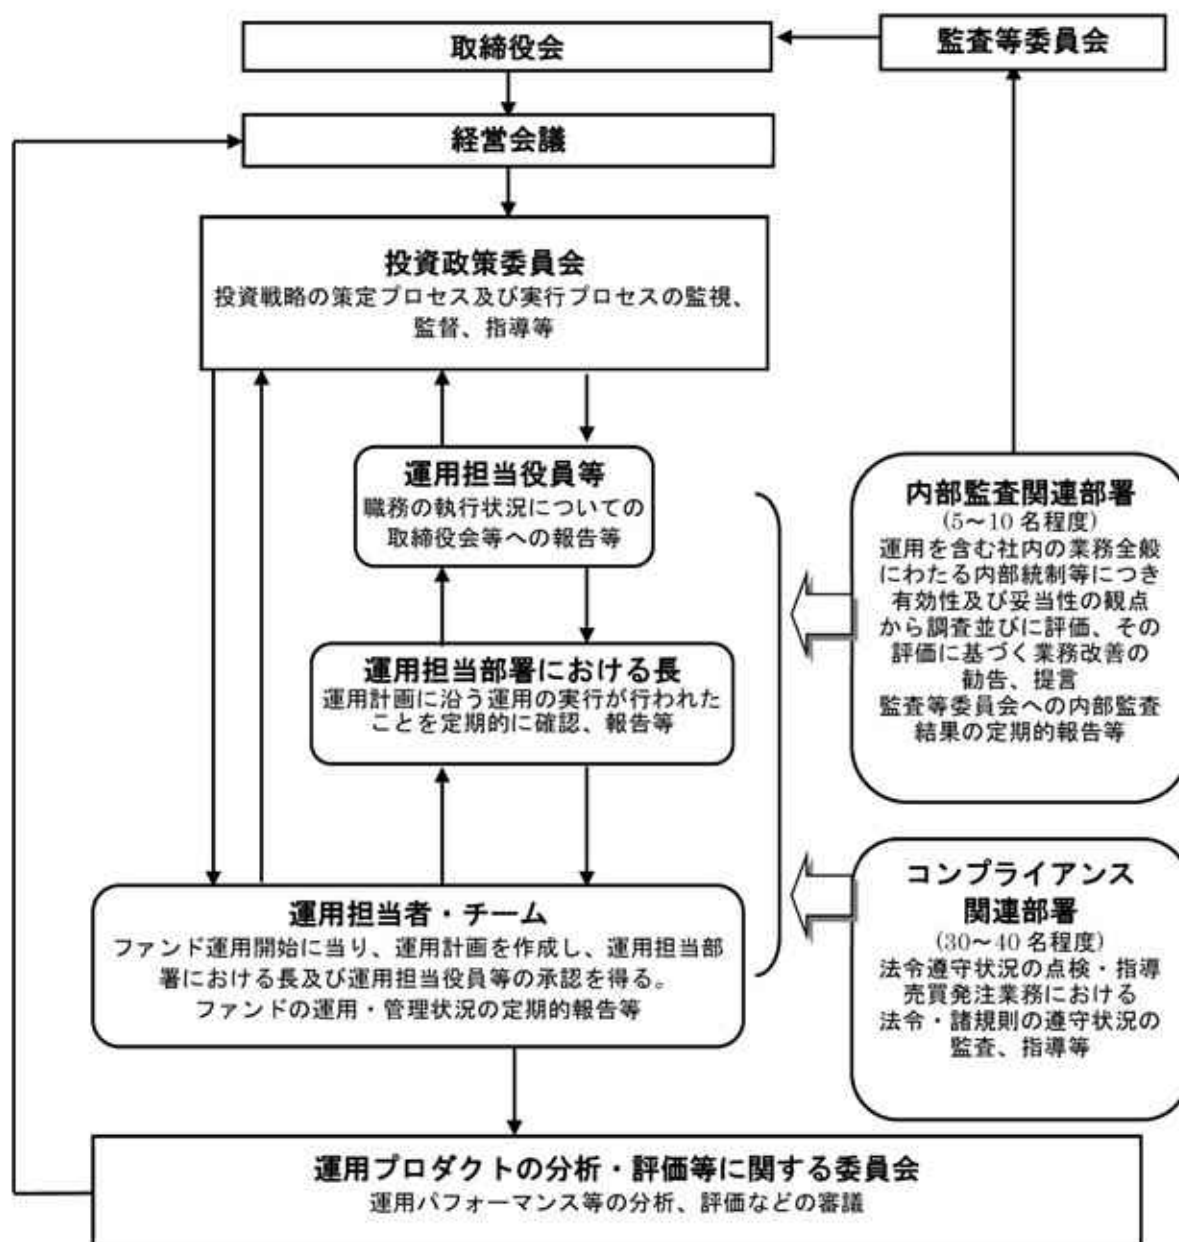 取締役会
監査等委員会
経営会議
投資政策委員会
投資戦略の策定プロセス及び実行プロセスの監視、
監督、指導等
運用担当役員等
職務の執行状況についての
取締役会等への報告等
運用担当部署における長
運用計画に沿う運用の実行が行われた
ことを定期的に確認、報告等
運用担当者・チーム
ファンド運用開始に当り、運用計画を作成し、運用担当部
署における長及び運用担当役員等の承認を得る。
ファンドの運用・管理状況の定期的報告等
内部監査関連部署
(5～10 名程度)
運用を含む社内の業務全般
にわたる内部統制等につき
有効性及び妥当性の観点
から調査並びに評価、その
評価に基づく業務改善の
勧告、提言
監査等委員会への内部監査
結果の定期的報告等
コンプライアンス
関連部署
(30～40 名程度)
法令遵守状況の点検・指導
売買発注業務における
法令・諸規則の遵守状況の
監査、指導等
運用プロダクトの分析・評価等に関する委員会
運用パフォーマンス等の分析、評価などの審議